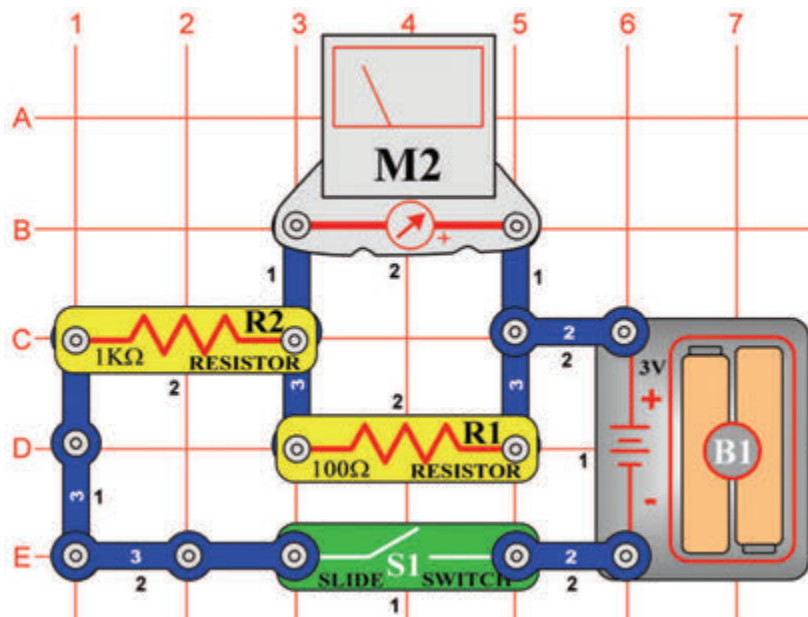 1 2 3 4 5 6 7
A
M2
B
+
1 2 1
C
R2
1KΩ RESISTOR
2
3
2
2
3V
+
3
2
R1
100Ω RESISTOR
D
1
B1
-
3
1
E
3
2
S1
SLIDE SWITCH
1
2
2